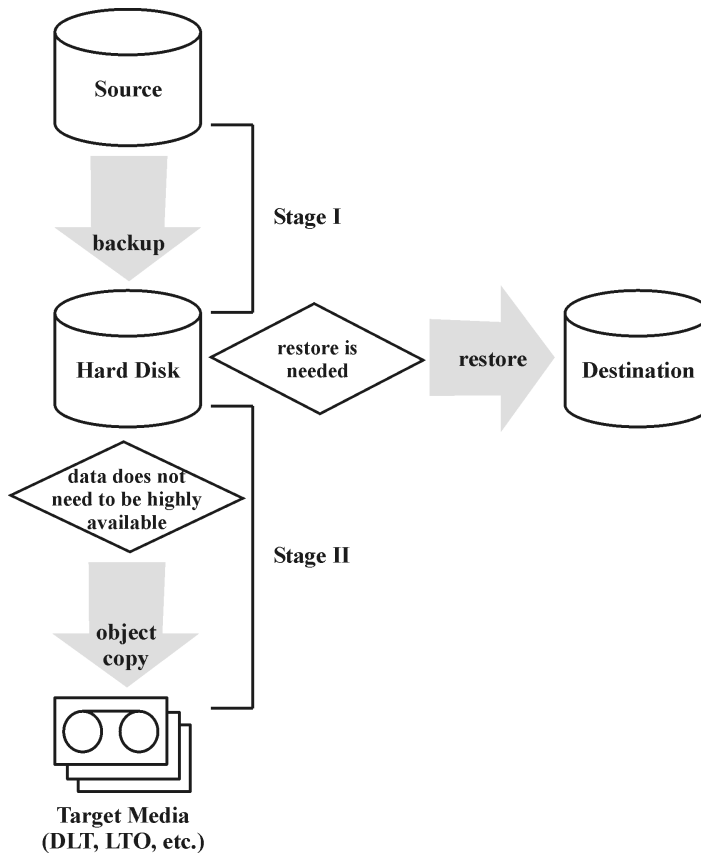 Source
backup
Stage I
Hard Disk
restore is
needed
restore
Destination
data does not
need to be highly
available
Stage II
object
copy
Target Media
(DLT, LTO, etc.)